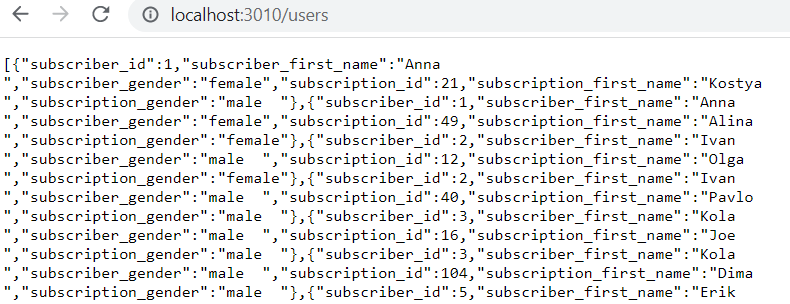 localhost:3010/users
[{"subscriber_id":1,"subscriber_first_name":"Anna
","subscriber_gender":"female","subscription_id":21,"subscription_first_name":"Kostya
","subscription_gender":"male  "},{"subscriber_id":1,"subscriber_first_name":"Anna
","subscriber_gender":"female","subscription_id":49,"subscription_first_name":"Alina
","subscription_gender":"female"},{"subscriber_id":2,"subscriber_first_name":"Ivan
","subscriber_gender":"male  ","subscription_id":12,"subscription_first_name":"Olga
","subscription_gender":"female"},{"subscriber_id":2,"subscriber_first_name":"Ivan
","subscriber_gender":"male  ","subscription_id":40,"subscription_first_name":"Pavlo
","subscription_gender":"male  "},{"subscriber_id":3,"subscriber_first_name":"Kola
","subscriber_gender":"male  ","subscription_id":16,"subscription_first_name":"Joe
","subscription_gender":"male  "},{"subscriber_id":3,"subscriber_first_name":"Kola
","subscriber_gender":"male  ","subscription_id":104,"subscription_first_name":"Dima
","subscription_gender":"male  "},{"subscriber_id":5,"subscriber_first_name":"Erik